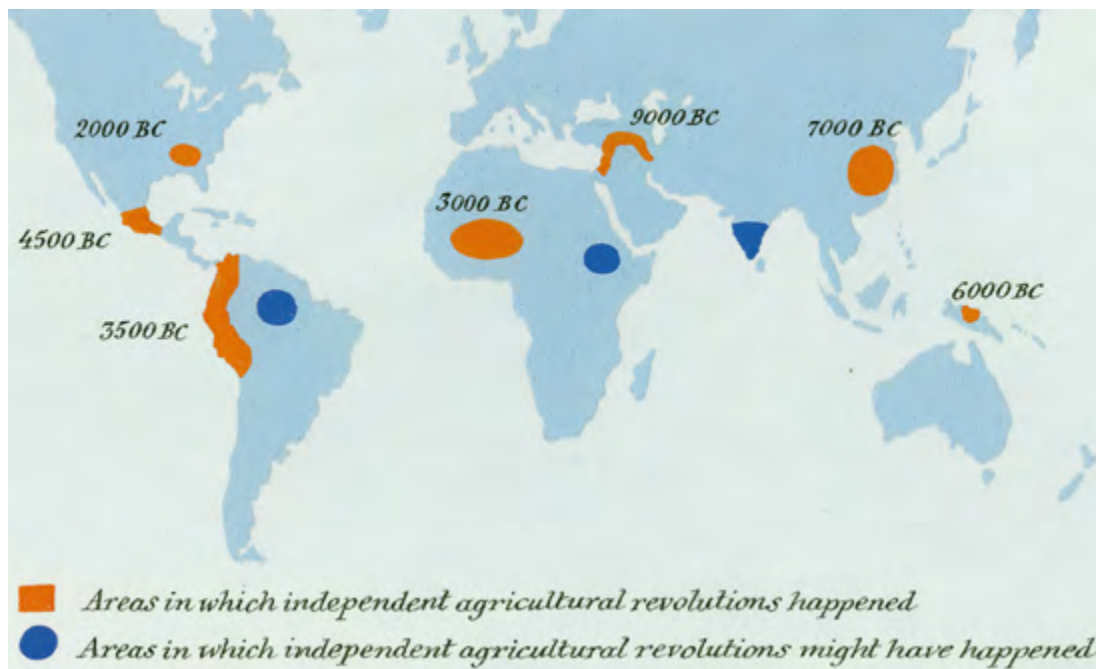 2000 BC
9000 BC
7000 BC
3000 BC
4500 BC
6000 BC
3500 BC
Areas in which independent agricultural revolutions happened
Areas in which independent agricultural revolutions might have happened